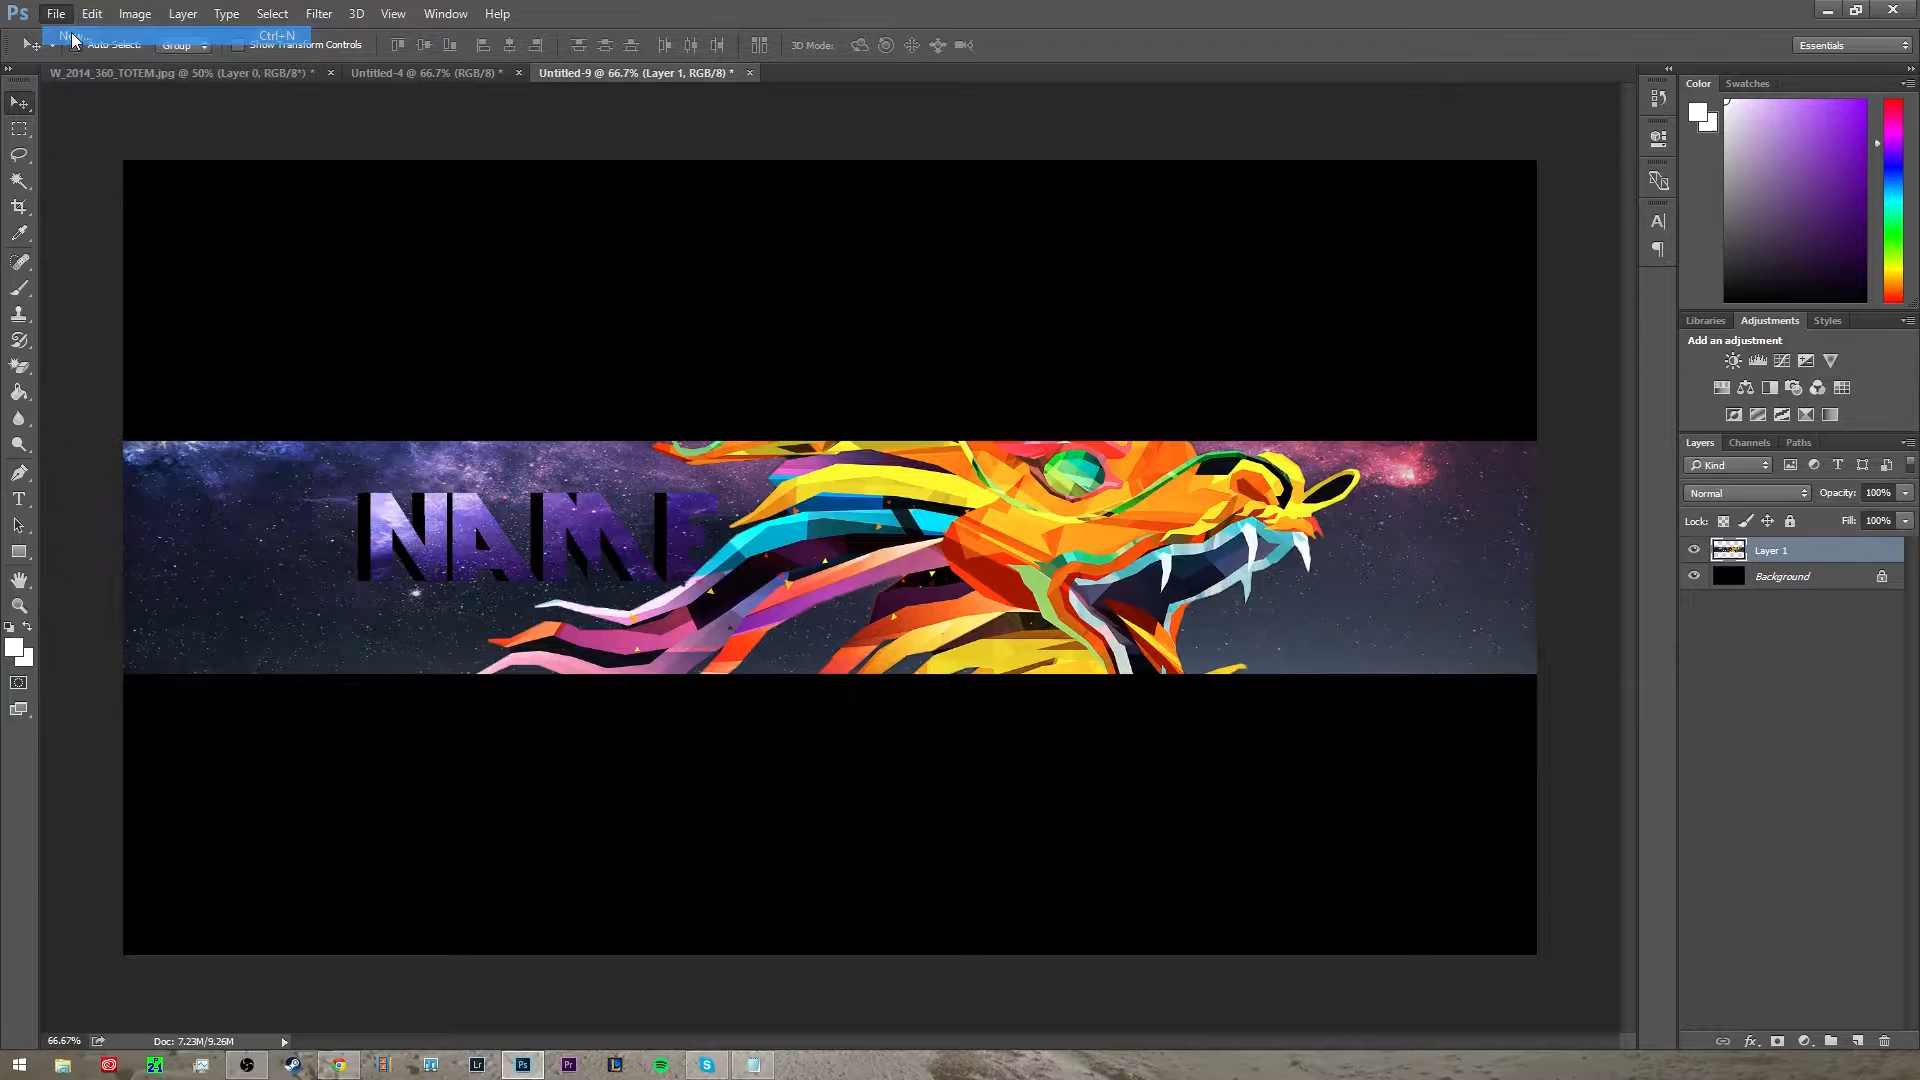 Ps File Edit Image Layer Type Select Filter 3D View Window Help
Ctrl+N
Auto-Select: Group Show Transform Controls 3D Mode: Essentials
W_2014_360_TOTEM.jpg @ 50% (Layer 0, RGB/8*) * × Untitled-4 @ 66.7% (RGB/8) * × Untitled-9 @ 66.7% (Layer 1, RGB/8) * ×
Color Swatches
Libraries Adjustments Styles
Add an adjustment
Layers Channels Paths
Kind
Normal Opacity: 100%
Lock: Fill: 100%
Layer 1
Background
NAME
66.67% Doc: 7.23M/9.26M
Lr Ps Pr